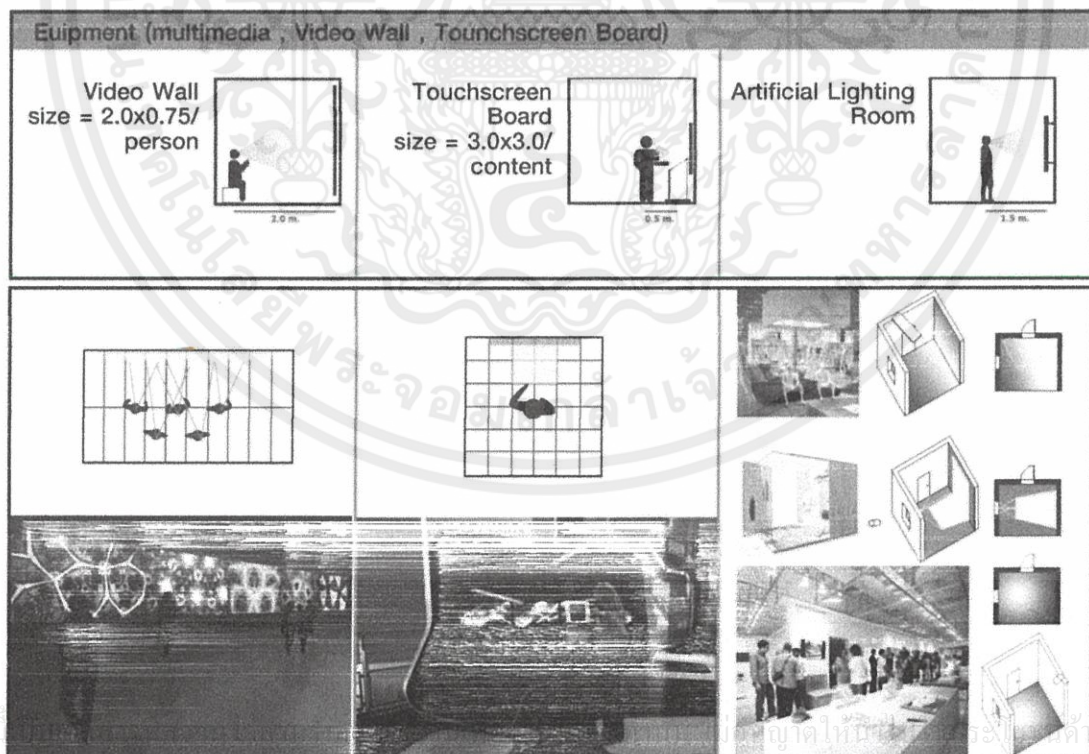 Euipment (multimedia , Video Wall , Tounchscreen Board)
Video Wall
size = 2.0x0.75/
person
2.0 m.
Touchscreen
Board
size = 3.0x3.0/
content
0.5 m.
Artificial Lighting
Room
1.5 m.